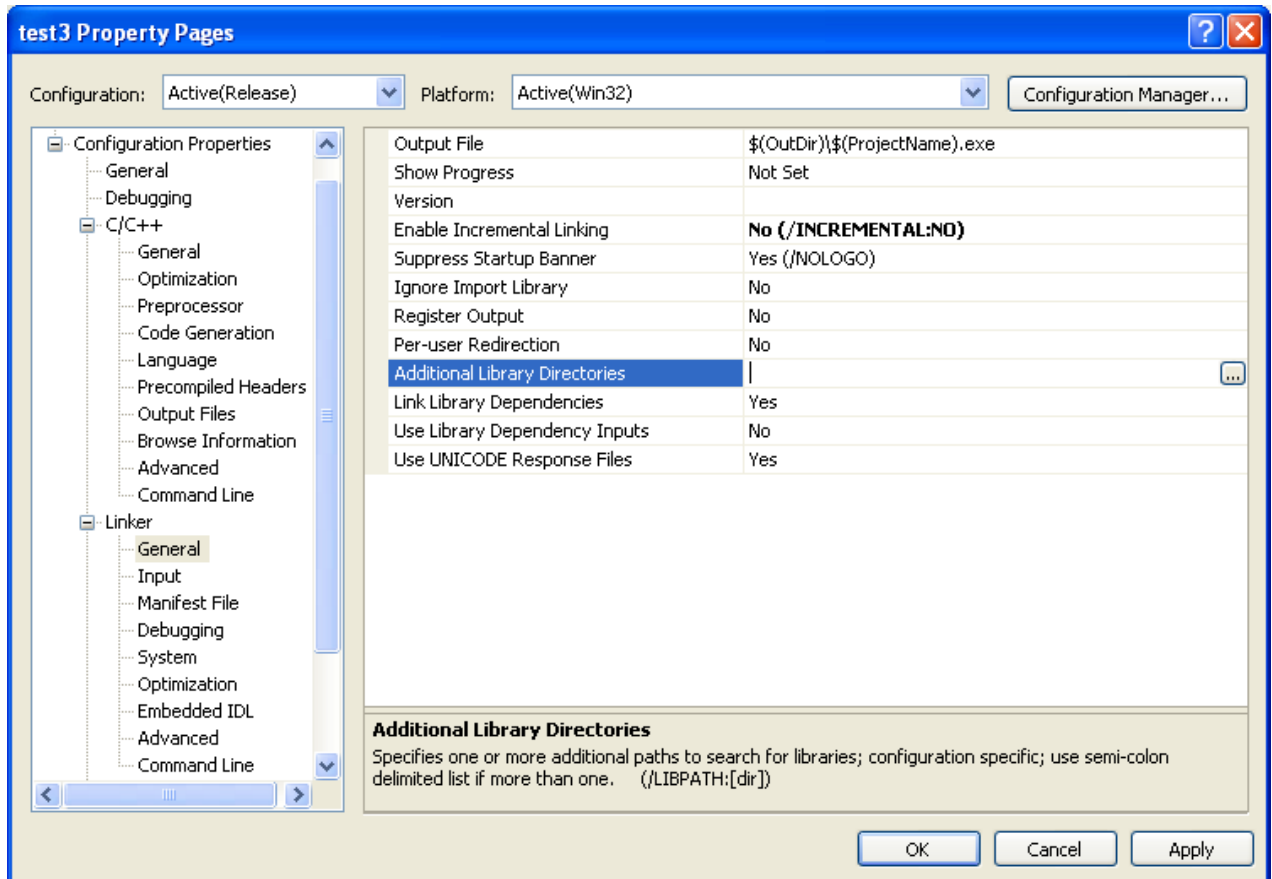 test3 Property Pages
Configuration: Active(Release) Platform: Active(Win32) Configuration Manager...
Configuration Properties
General
Debugging
C/C++
General
Optimization
Preprocessor
Code Generation
Language
Precompiled Headers
Output Files
Browse Information
Advanced
Command Line
Linker
General
Input
Manifest File
Debugging
System
Optimization
Embedded IDL
Advanced
Command Line
Output File $(OutDir)\$(ProjectName).exe
Show Progress Not Set
Version
Enable Incremental Linking No (/INCREMENTAL:NO)
Suppress Startup Banner Yes (/NOLOGO)
Ignore Import Library No
Register Output No
Per-user Redirection No
Additional Library Directories ...
Link Library Dependencies Yes
Use Library Dependency Inputs No
Use UNICODE Response Files Yes
Additional Library Directories
Specifies one or more additional paths to search for libraries; configuration specific; use semi-colon
delimited list if more than one. (/LIBPATH:[dir])
OK Cancel Apply